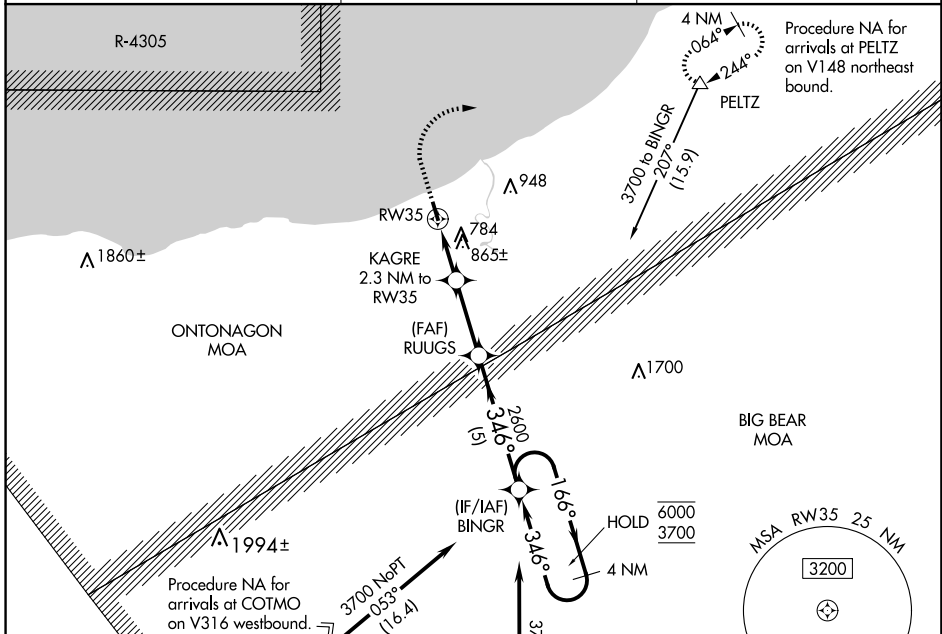 R-4305
4 NM
064°
244°
PELTZ
Procedure NA for
arrivals at PELTZ
on V148 northeast
bound.
3700 to BINGR
207°
(15.9)
948
RW35
784
865±
1860±
KAGRE
2.3 NM to
RW35
ONTONAGON
MOA
(FAF)
RUUGS
1700
2600
346°
(5)
BIG BEAR
MOA
(IF/IAF)
BINGR
166°
346°
HOLD
6000
3700
4 NM
1994±
Procedure NA for
arrivals at COTMO
on V316 westbound.
3700 NoPT
053°
(16.4)
MSA RW35 25 NM
3200